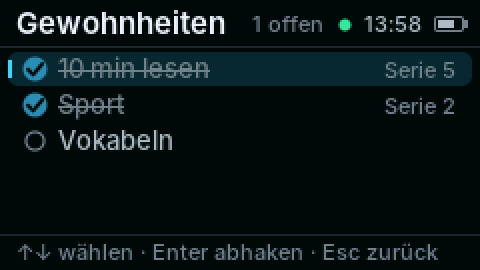 Gewohnheiten 1 offen 13:58
10 min lesen Serie 5
Sport Serie 2
Vokabeln
↑↓ wählen · Enter abhaken · Esc zurück